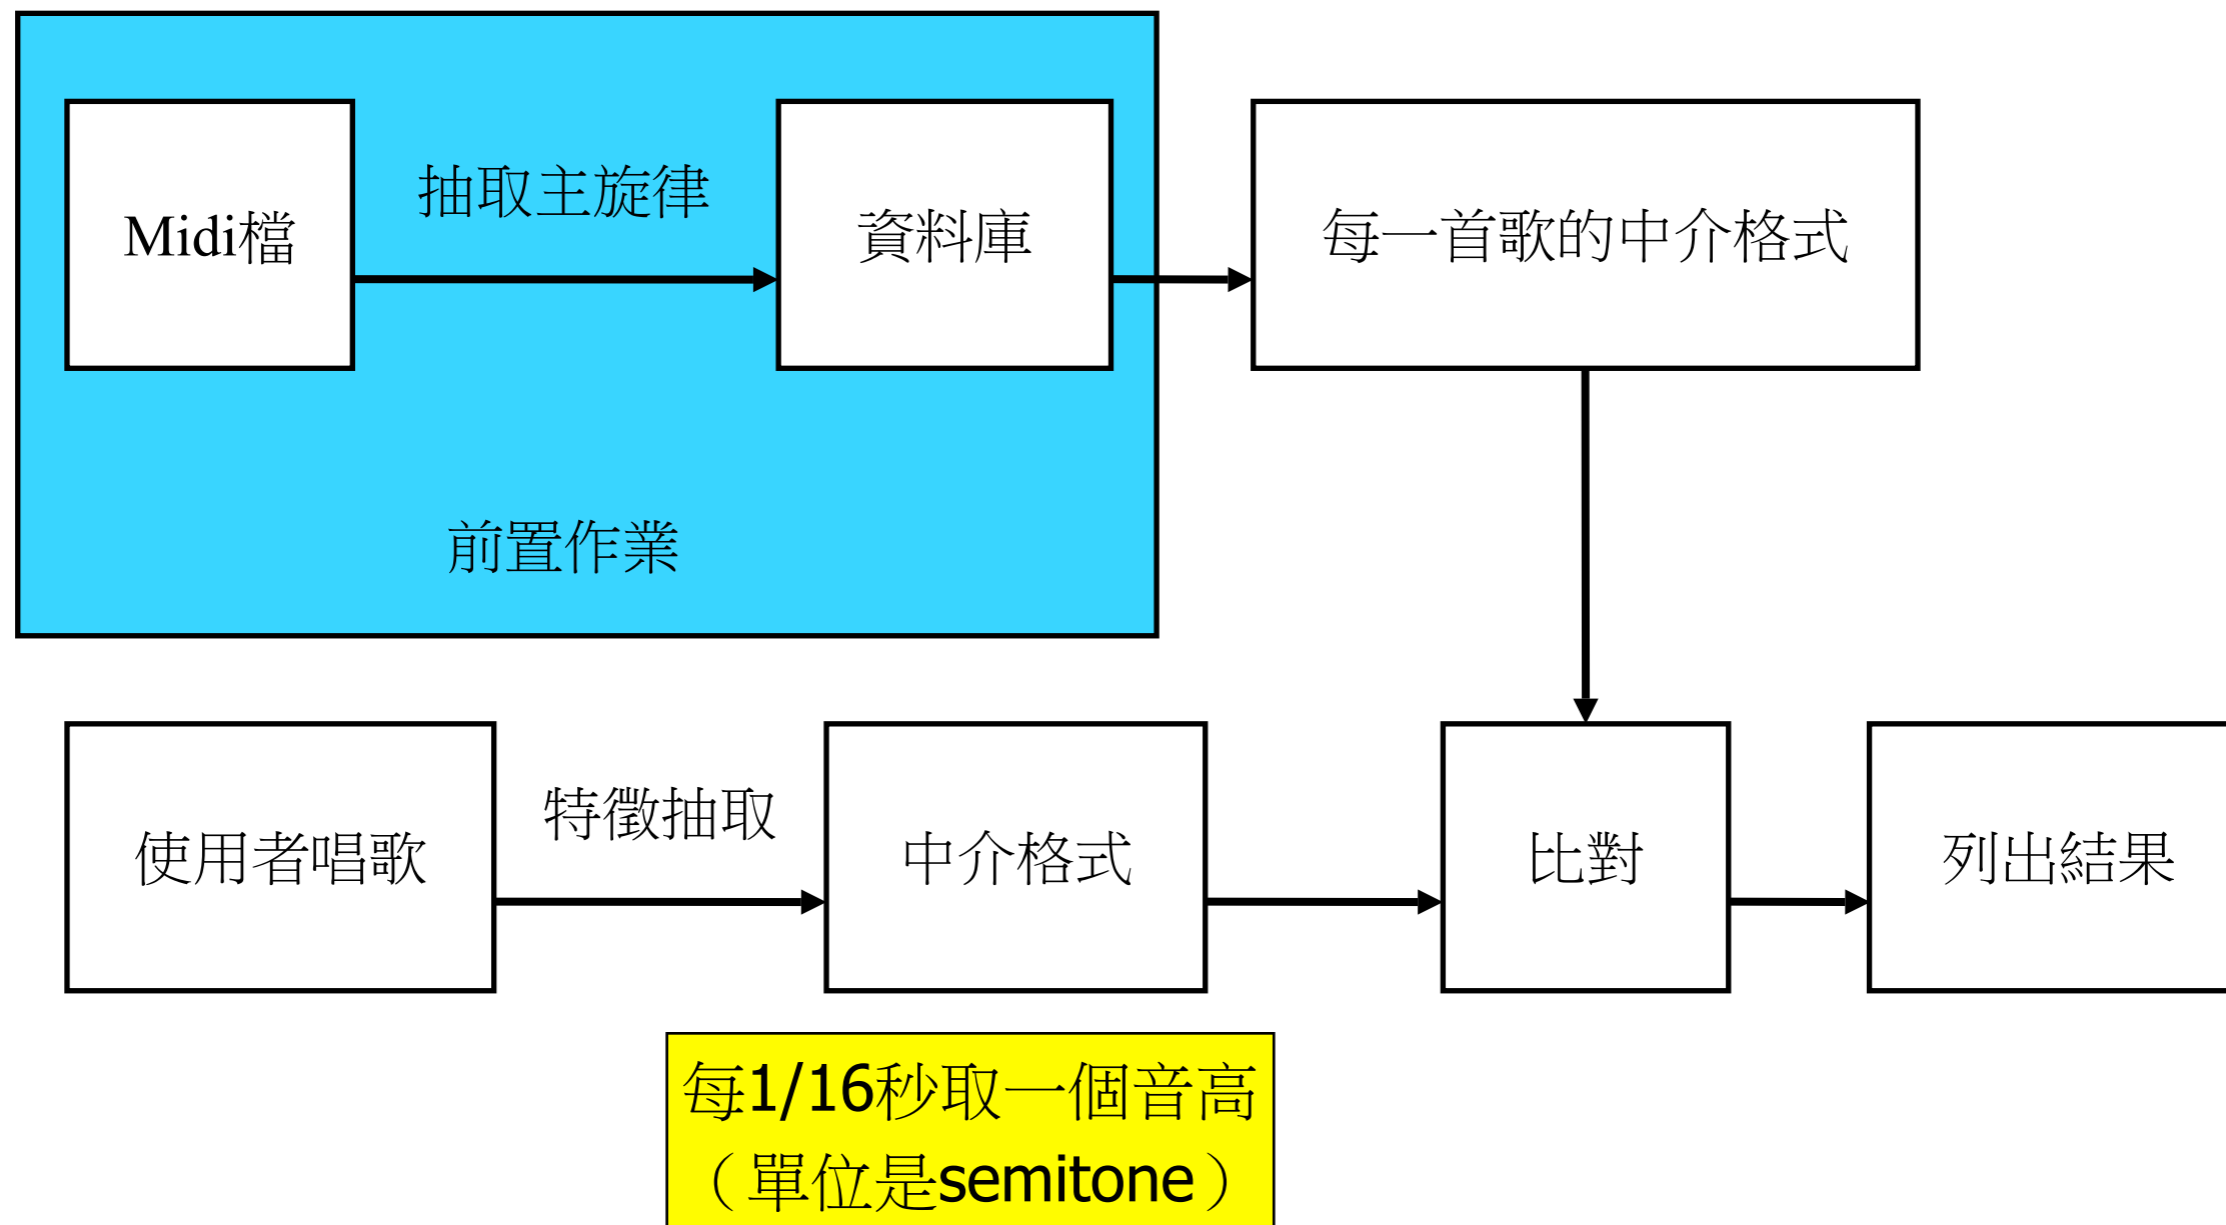 Midi檔
抽取主旋律
資料庫
每一首歌的中介格式
前置作業
使用者唱歌
特徵抽取
中介格式
比對
列出結果
每1/16秒取一個音高
（單位是semitone）